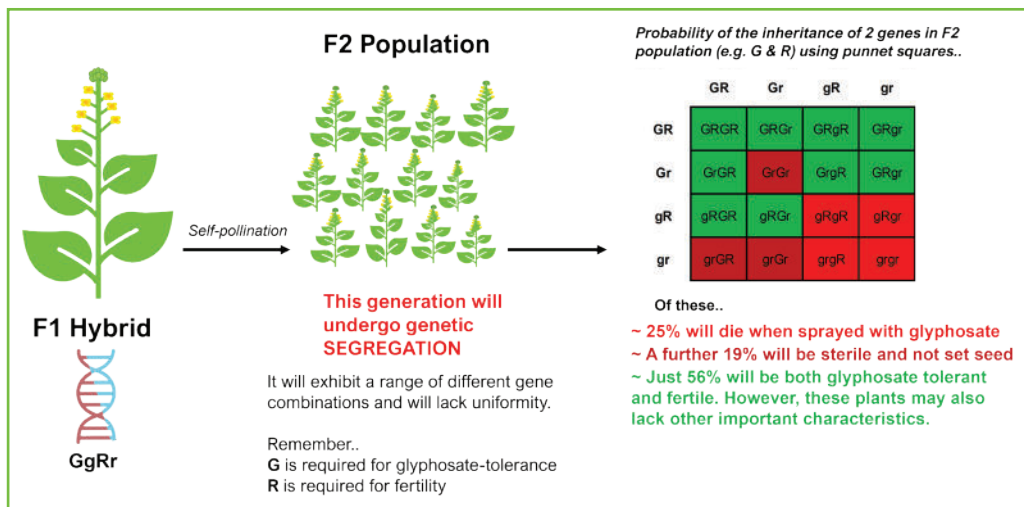 F2 Population
Probability of the inheritance of 2 genes in F2
population (e.g. G & R) using punnet squares..
GR Gr gR gr
GR GRGR GRGr GRgR GRgr
Gr GrGR GrGr GrgR GRgr
gR gRGR gRGr gRgR gRgr
gr grGR grGr grgR grgr
Self-pollination
F1 Hybrid
GgRr
This generation will
undergo genetic
SEGREGATION
It will exhibit a range of different gene
combinations and will lack uniformity.
Remember..
G is required for glyphosate-tolerance
R is required for fertility
Of these..
~ 25% will die when sprayed with glyphosate
~ A further 19% will be sterile and not set seed
~ Just 56% will be both glyphosate tolerant
and fertile. However, these plants may also
lack other important characteristics.